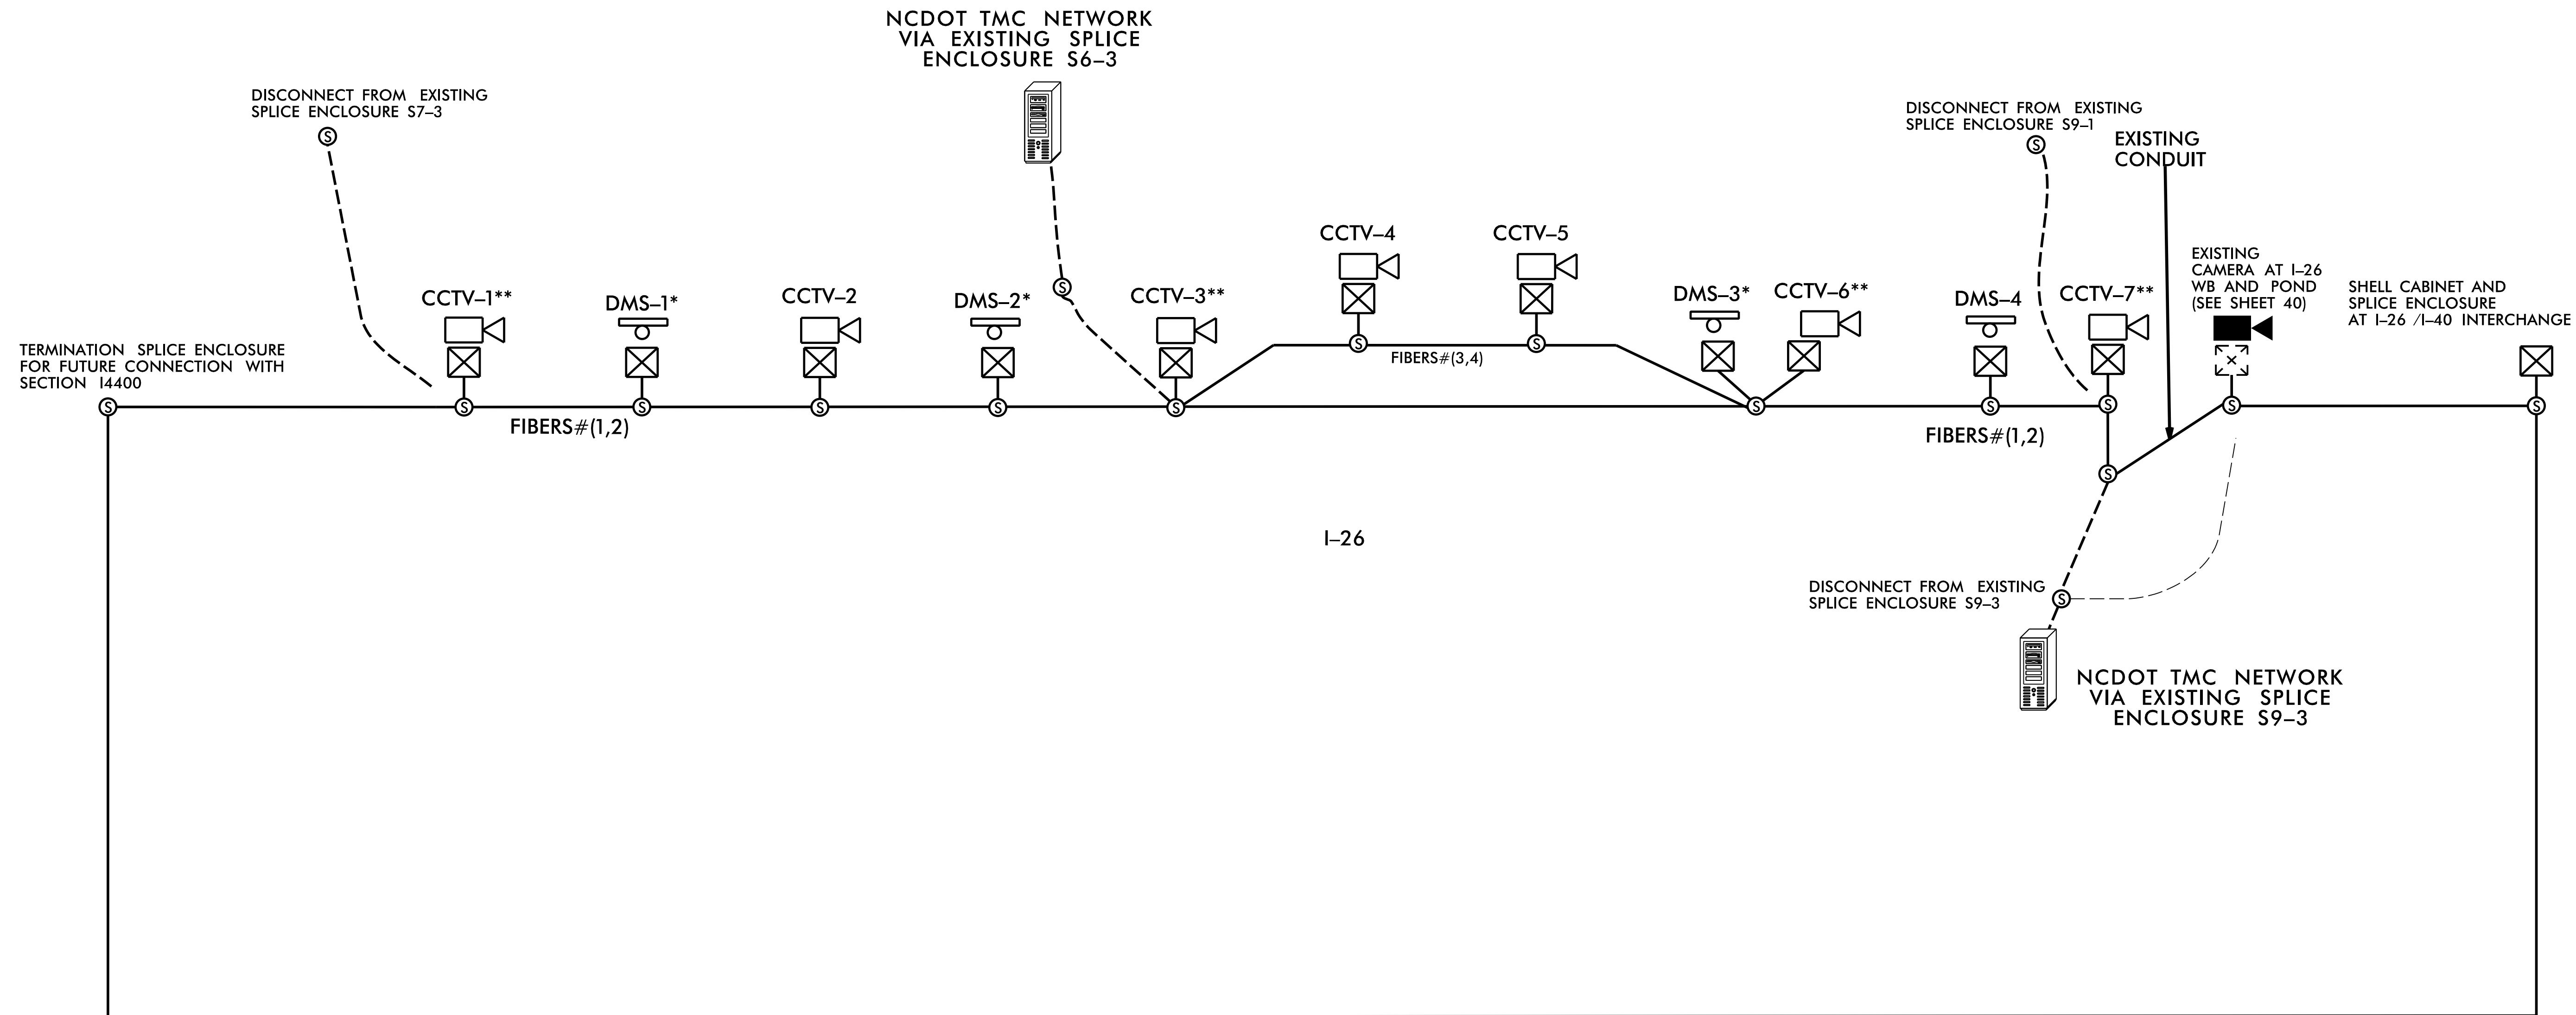 NCDOT TMC NETWORK
VIA EXISTING SPLICE
ENCLOSURE S6–3
DISCONNECT FROM EXISTING
SPLICE ENCLOSURE S7–3
S
DISCONNECT FROM EXISTING
SPLICE ENCLOSURE S9–1
S
EXISTING
CONDUIT
CCTV–4
CCTV–5
EXISTING
CAMERA AT I–26
WB AND POND
(SEE SHEET 40)
SHELL CABINET AND
SPLICE ENCLOSURE
AT I–26 /I–40 INTERCHANGE
CCTV–1**
DMS–1*
CCTV–2
DMS–2*
S
CCTV–3**
DMS–3*
CCTV–6**
DMS–4
CCTV–7**
TERMINATION SPLICE ENCLOSURE
FOR FUTURE CONNECTION WITH
SECTION I4400
S
S
FIBERS#(3,4)
S
S
S
S
S
S
S
S
S
S
S
S
FIBERS#(1,2)
FIBERS#(1,2)
S
I–26
DISCONNECT FROM EXISTING
SPLICE ENCLOSURE S9–3
S
NCDOT TMC NETWORK
VIA EXISTING SPLICE
ENCLOSURE S9–3